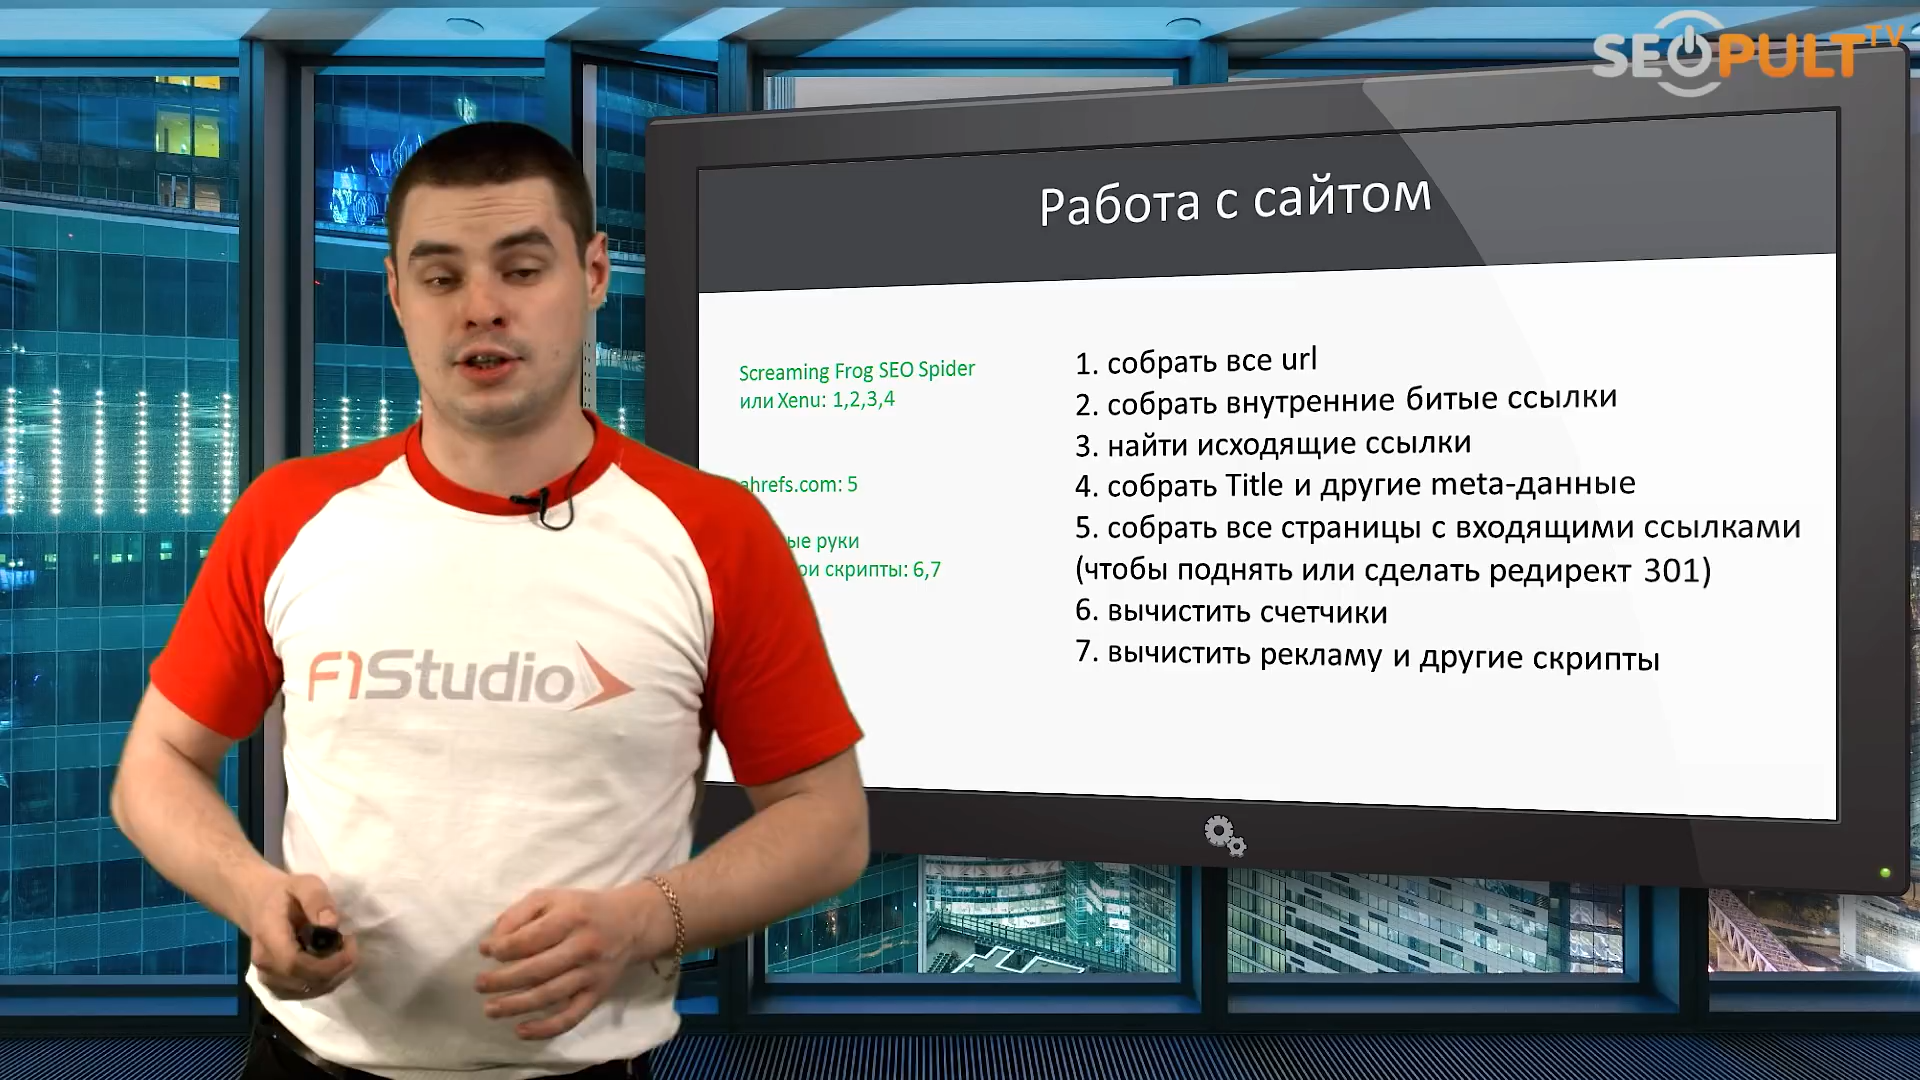 SEOPULT TV
Работа с сайтом
Screaming Frog SEO Spider
или Xenu: 1,2,3,4
ahrefs.com: 5
руки
скрипты: 6,7
1. собрать все url
2. собрать внутренние битые ссылки
3. найти исходящие ссылки
4. собрать Title и другие meta-данные
5. собрать все страницы с входящими ссылками
(чтобы поднять или сделать редирект 301)
6. вычистить счетчики
7. вычистить рекламу и другие скрипты
F1Studio